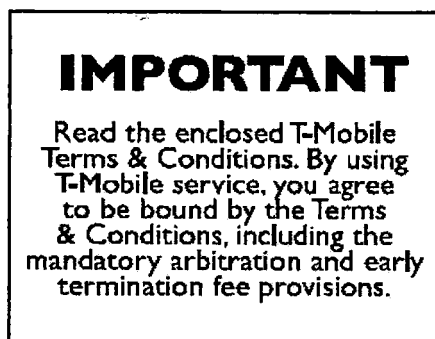 IMPORTANT
Read the enclosed T-Mobile
Terms & Conditions. By using
T-Mobile service, you agree
to be bound by the Terms
& Conditions, including the
mandatory arbitration and early
termination fee provisions.